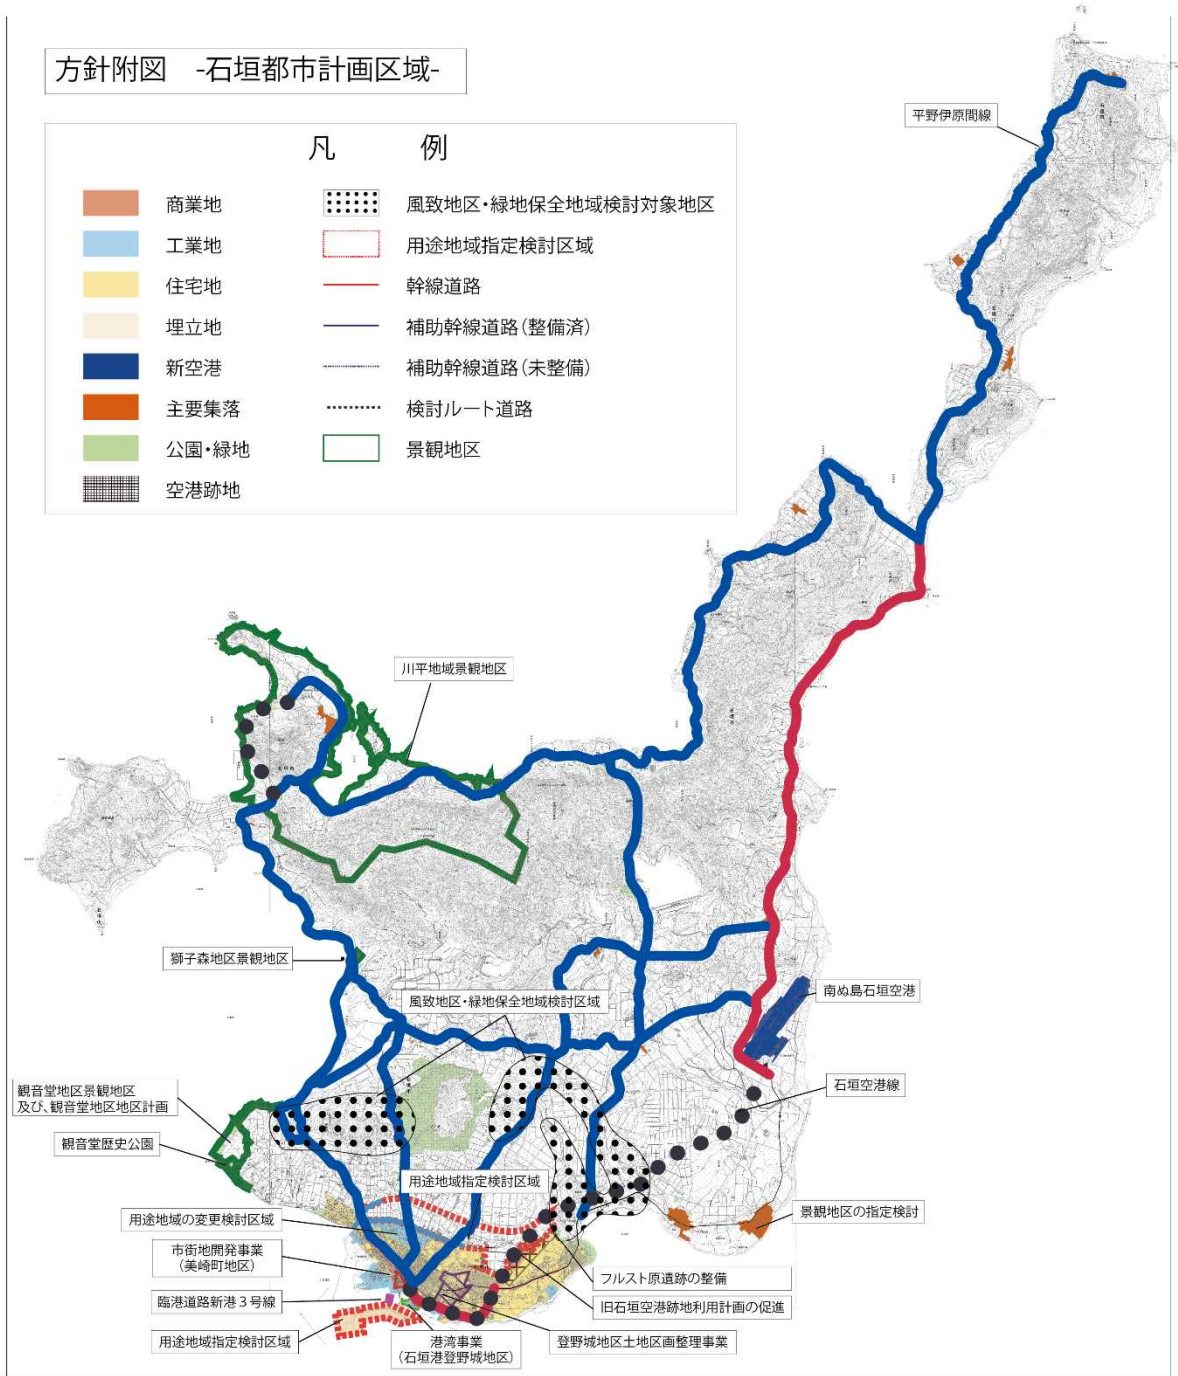 方針附図　-石垣都市計画区域-
凡　例
商業地
工業地
住宅地
埋立地
新空港
主要集落
公園・緑地
空港跡地
風致地区・緑地保全地域検討対象地区
用途地域指定検討区域
幹線道路
補助幹線道路（整備済）
補助幹線道路（未整備）
検討ルート道路
景観地区
平野伊原間線
川平地域景観地区
獅子森地区景観地区
風致地区・緑地保全地域検討区域
南ぬ島石垣空港
石垣空港線
観音堂地区景観地区
及び、観音堂地区地区計画
観音堂歴史公園
用途地域指定検討区域
用途地域の変更検討区域
景観地区の指定検討
市街地開発事業
（美崎町地区）
フルスト原遺跡の整備
臨港道路新港３号線
旧石垣空港跡地利用計画の促進
用途地域指定検討区域
港湾事業
（石垣港登野城地区）
登野城地区土地区画整理事業